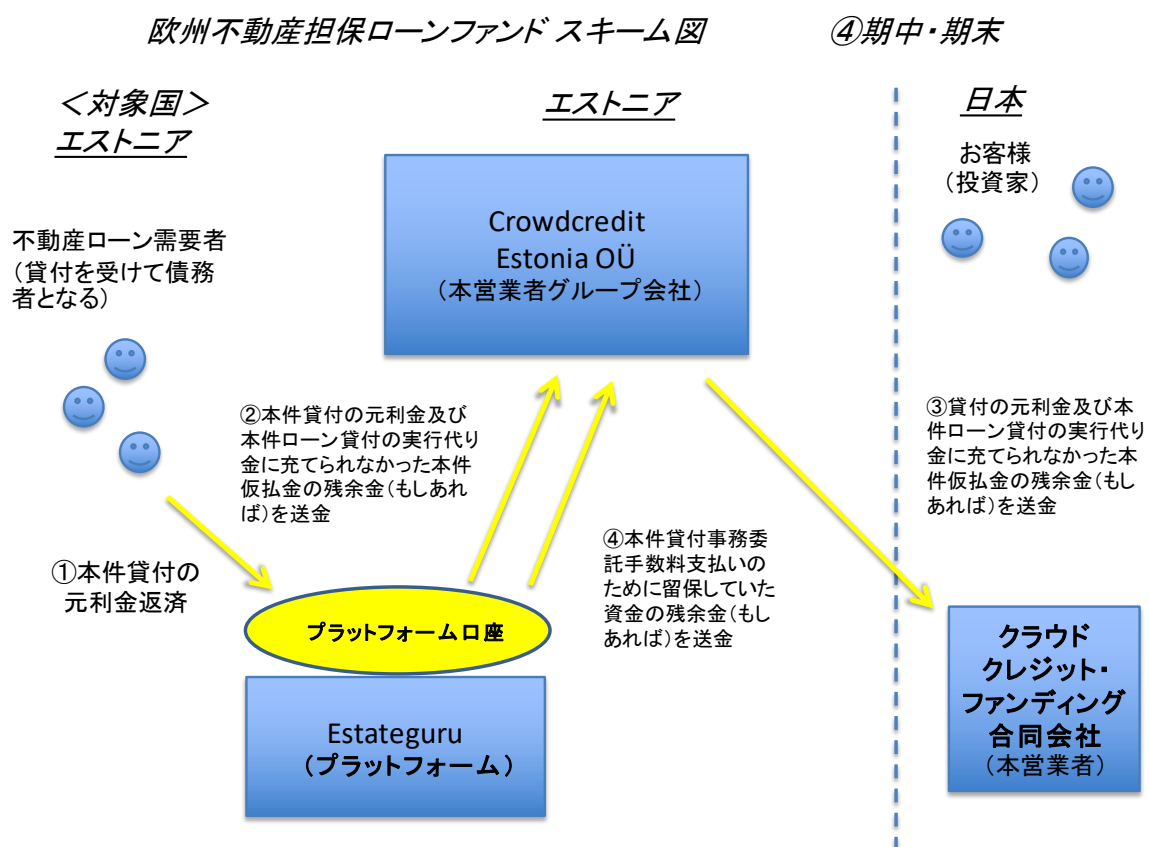 欧州不動産担保ローンファンド スキーム図 ④期中・期末
＜対象国＞
エストニア
エストニア
日本
お客様
（投資家）
Crowdcredit
Estonia OÜ
（本営業者グループ会社）
不動産ローン需要者
（貸付を受けて債務
者となる）
②本件貸付の元利金及び
本件ローン貸付の実行代り
金に充てられなかった本件
仮払金の残余金（もしあれ
ば）を送金
③貸付の元利金及び本
件ローン貸付の実行代り
金に充てられなかった本
件仮払金の残余金（もし
あれば）を送金
④本件貸付事務委
託手数料支払いの
ために留保していた
資金の残余金（もし
あれば）を送金
①本件貸付の
元利金返済
プラットフォーム口座
Estateguru
（プラットフォーム）
クラウド
クレジット・
ファンディング
合同会社
（本営業者）